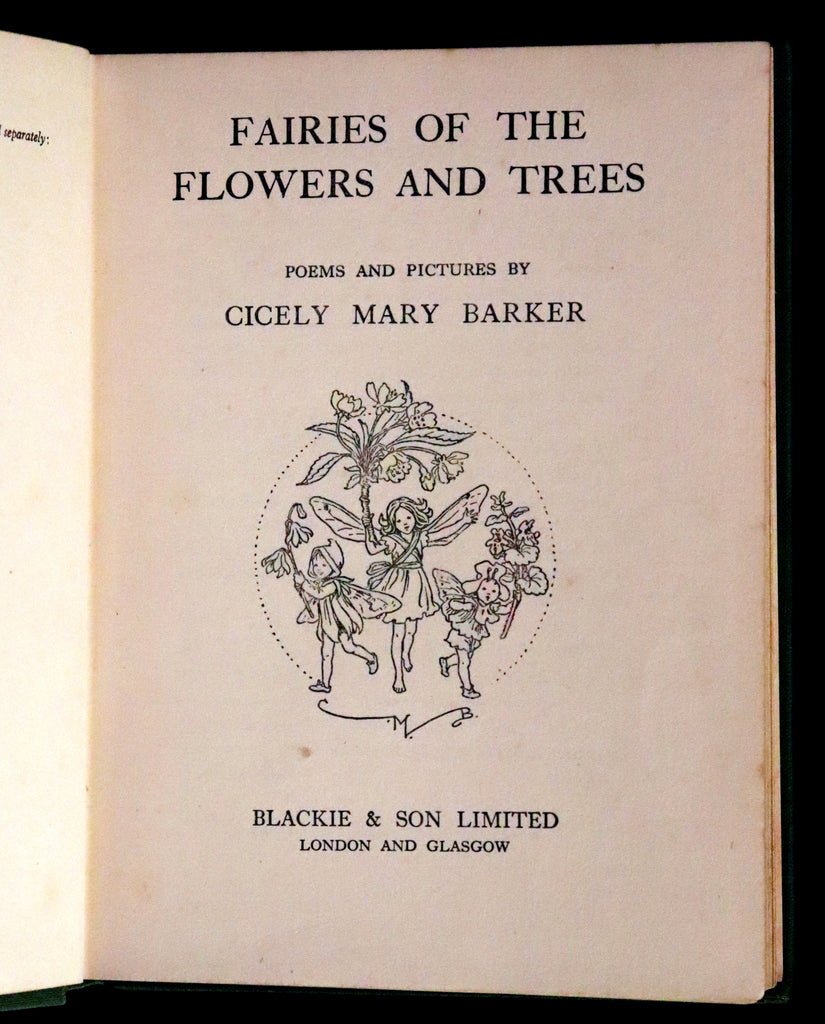 separately:
FAIRIES OF THE
FLOWERS AND TREES
POEMS AND PICTURES BY
CICELY MARY BARKER
C.M.B.
BLACKIE & SON LIMITED
LONDON AND GLASGOW